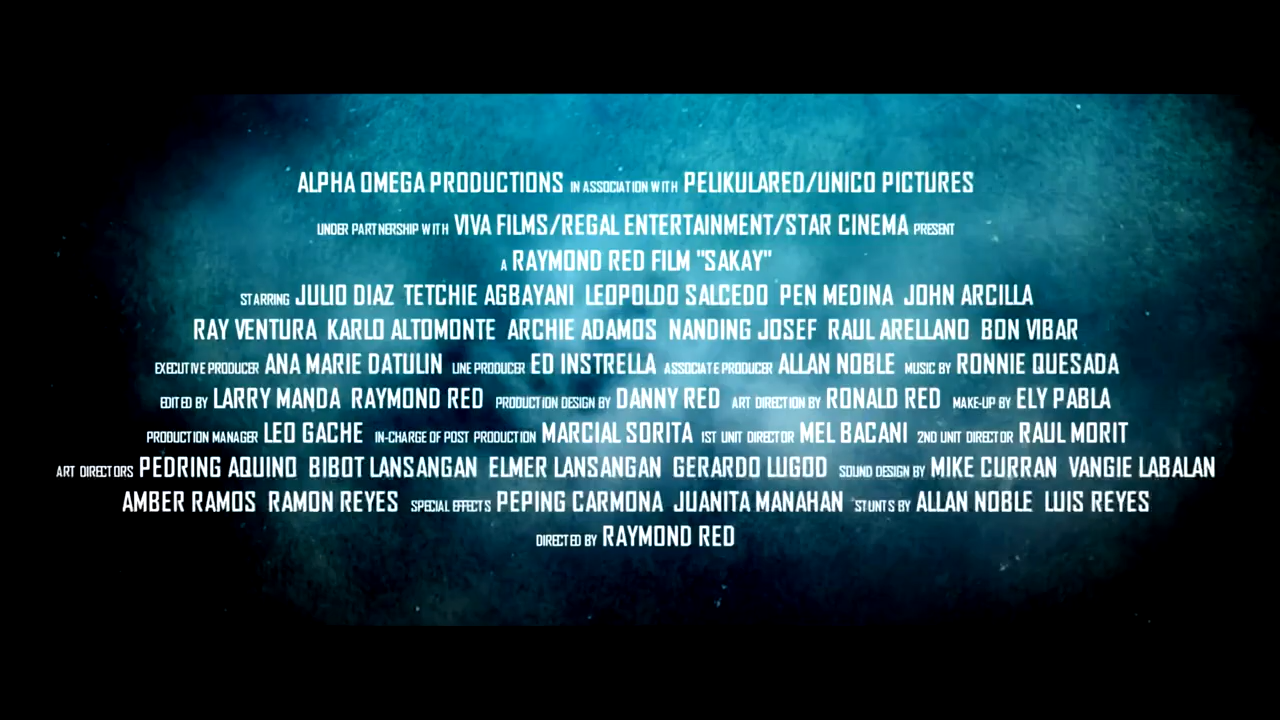 ALPHA OMEGA PRODUCTIONS IN ASSOCIATION WITH PELIKULARED/UNICO PICTURES
UNDER PARTNERSHIP WITH VIVA FILMS/REGAL ENTERTAINMENT/STAR CINEMA PRESENT
A RAYMOND RED FILM "SAKAY"
STARRING JULIO DIAZ TETCHIE AGBAYANI LEOPOLDO SALCEDO PEN MEDINA JOHN ARCILLA
RAY VENTURA KARLO ALTOMONTE ARCHIE ADAMOS NANDING JOSEF RAUL ARELLANO BON VIBAR
EXECUTIVE PRODUCER ANA MARIE DATULIN LINE PRODUCER ED INSTRELLA ASSOCIATE PRODUCER ALLAN NOBLE MUSIC BY RONNIE QUESADA
EDITED BY LARRY MANDA RAYMOND RED PRODUCTION DESIGN BY DANNY RED ART DIRECTION BY RONALD RED MAKE-UP BY ELY PABLA
PRODUCTION MANAGER LEO GACHE IN-CHARGE OF POST PRODUCTION MARCIAL SORITA 1ST UNIT DIRECTOR MEL BACANI 2ND UNIT DIRECTOR RAUL MORIT
ART DIRECTORS PEDRING AQUINO BIBOT LANSANGAN ELMER LANSANGAN GERARDO LUGOD SOUND DESIGN BY MIKE CURRAN VANGIE LABALAN
AMBER RAMOS RAMON REYES SPECIAL EFFECTS PEPING CARMONA JUANITA MANAHAN STUNTS BY ALLAN NOBLE LUIS REYES
DIRECTED BY RAYMOND RED